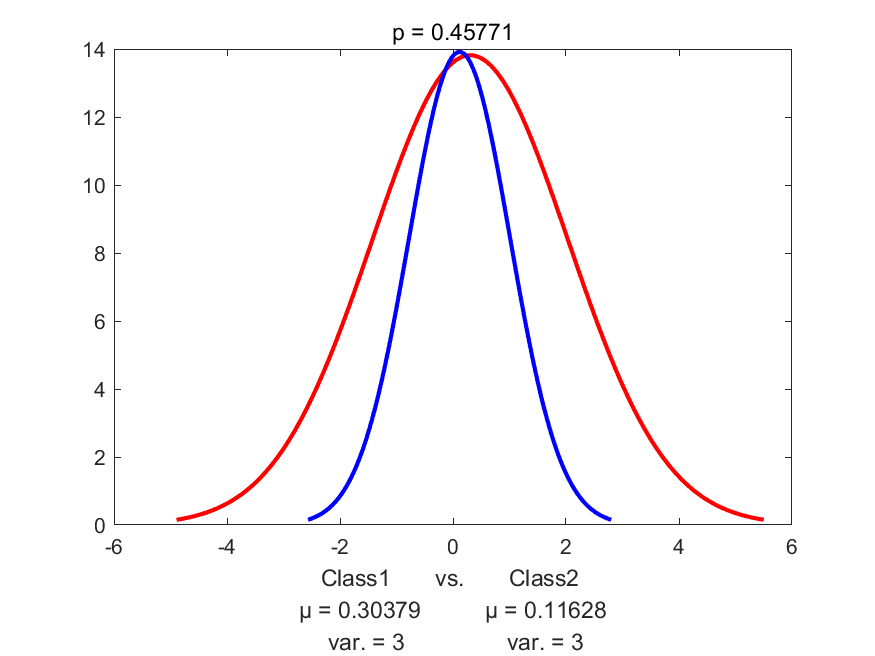 p = 0.45771
14
12
10
8
6
4
2
0
-6 -4 -2 0 2 4 6
Class1 vs. Class2
μ = 0.30379 μ = 0.11628
var. = 3 var. = 3